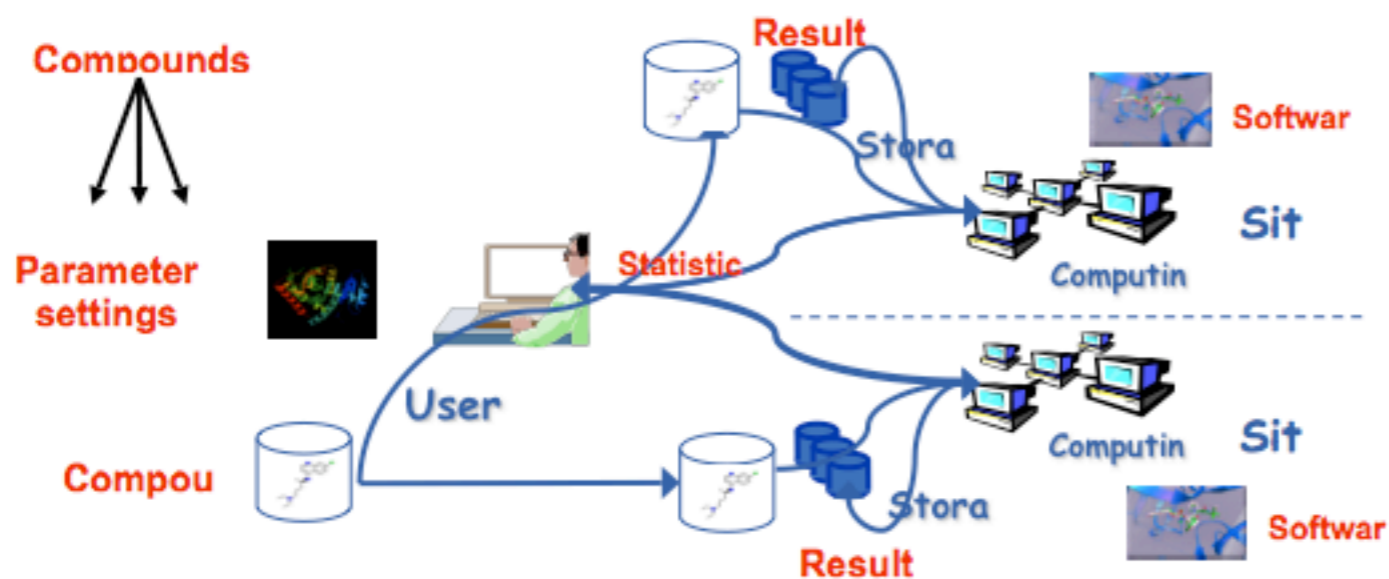 Compounds
Result
Softwar
Stora
Sit
Computin
Parameter
settings
Statistic
User
Compou
Computin
Sit
Stora
Softwar
Result